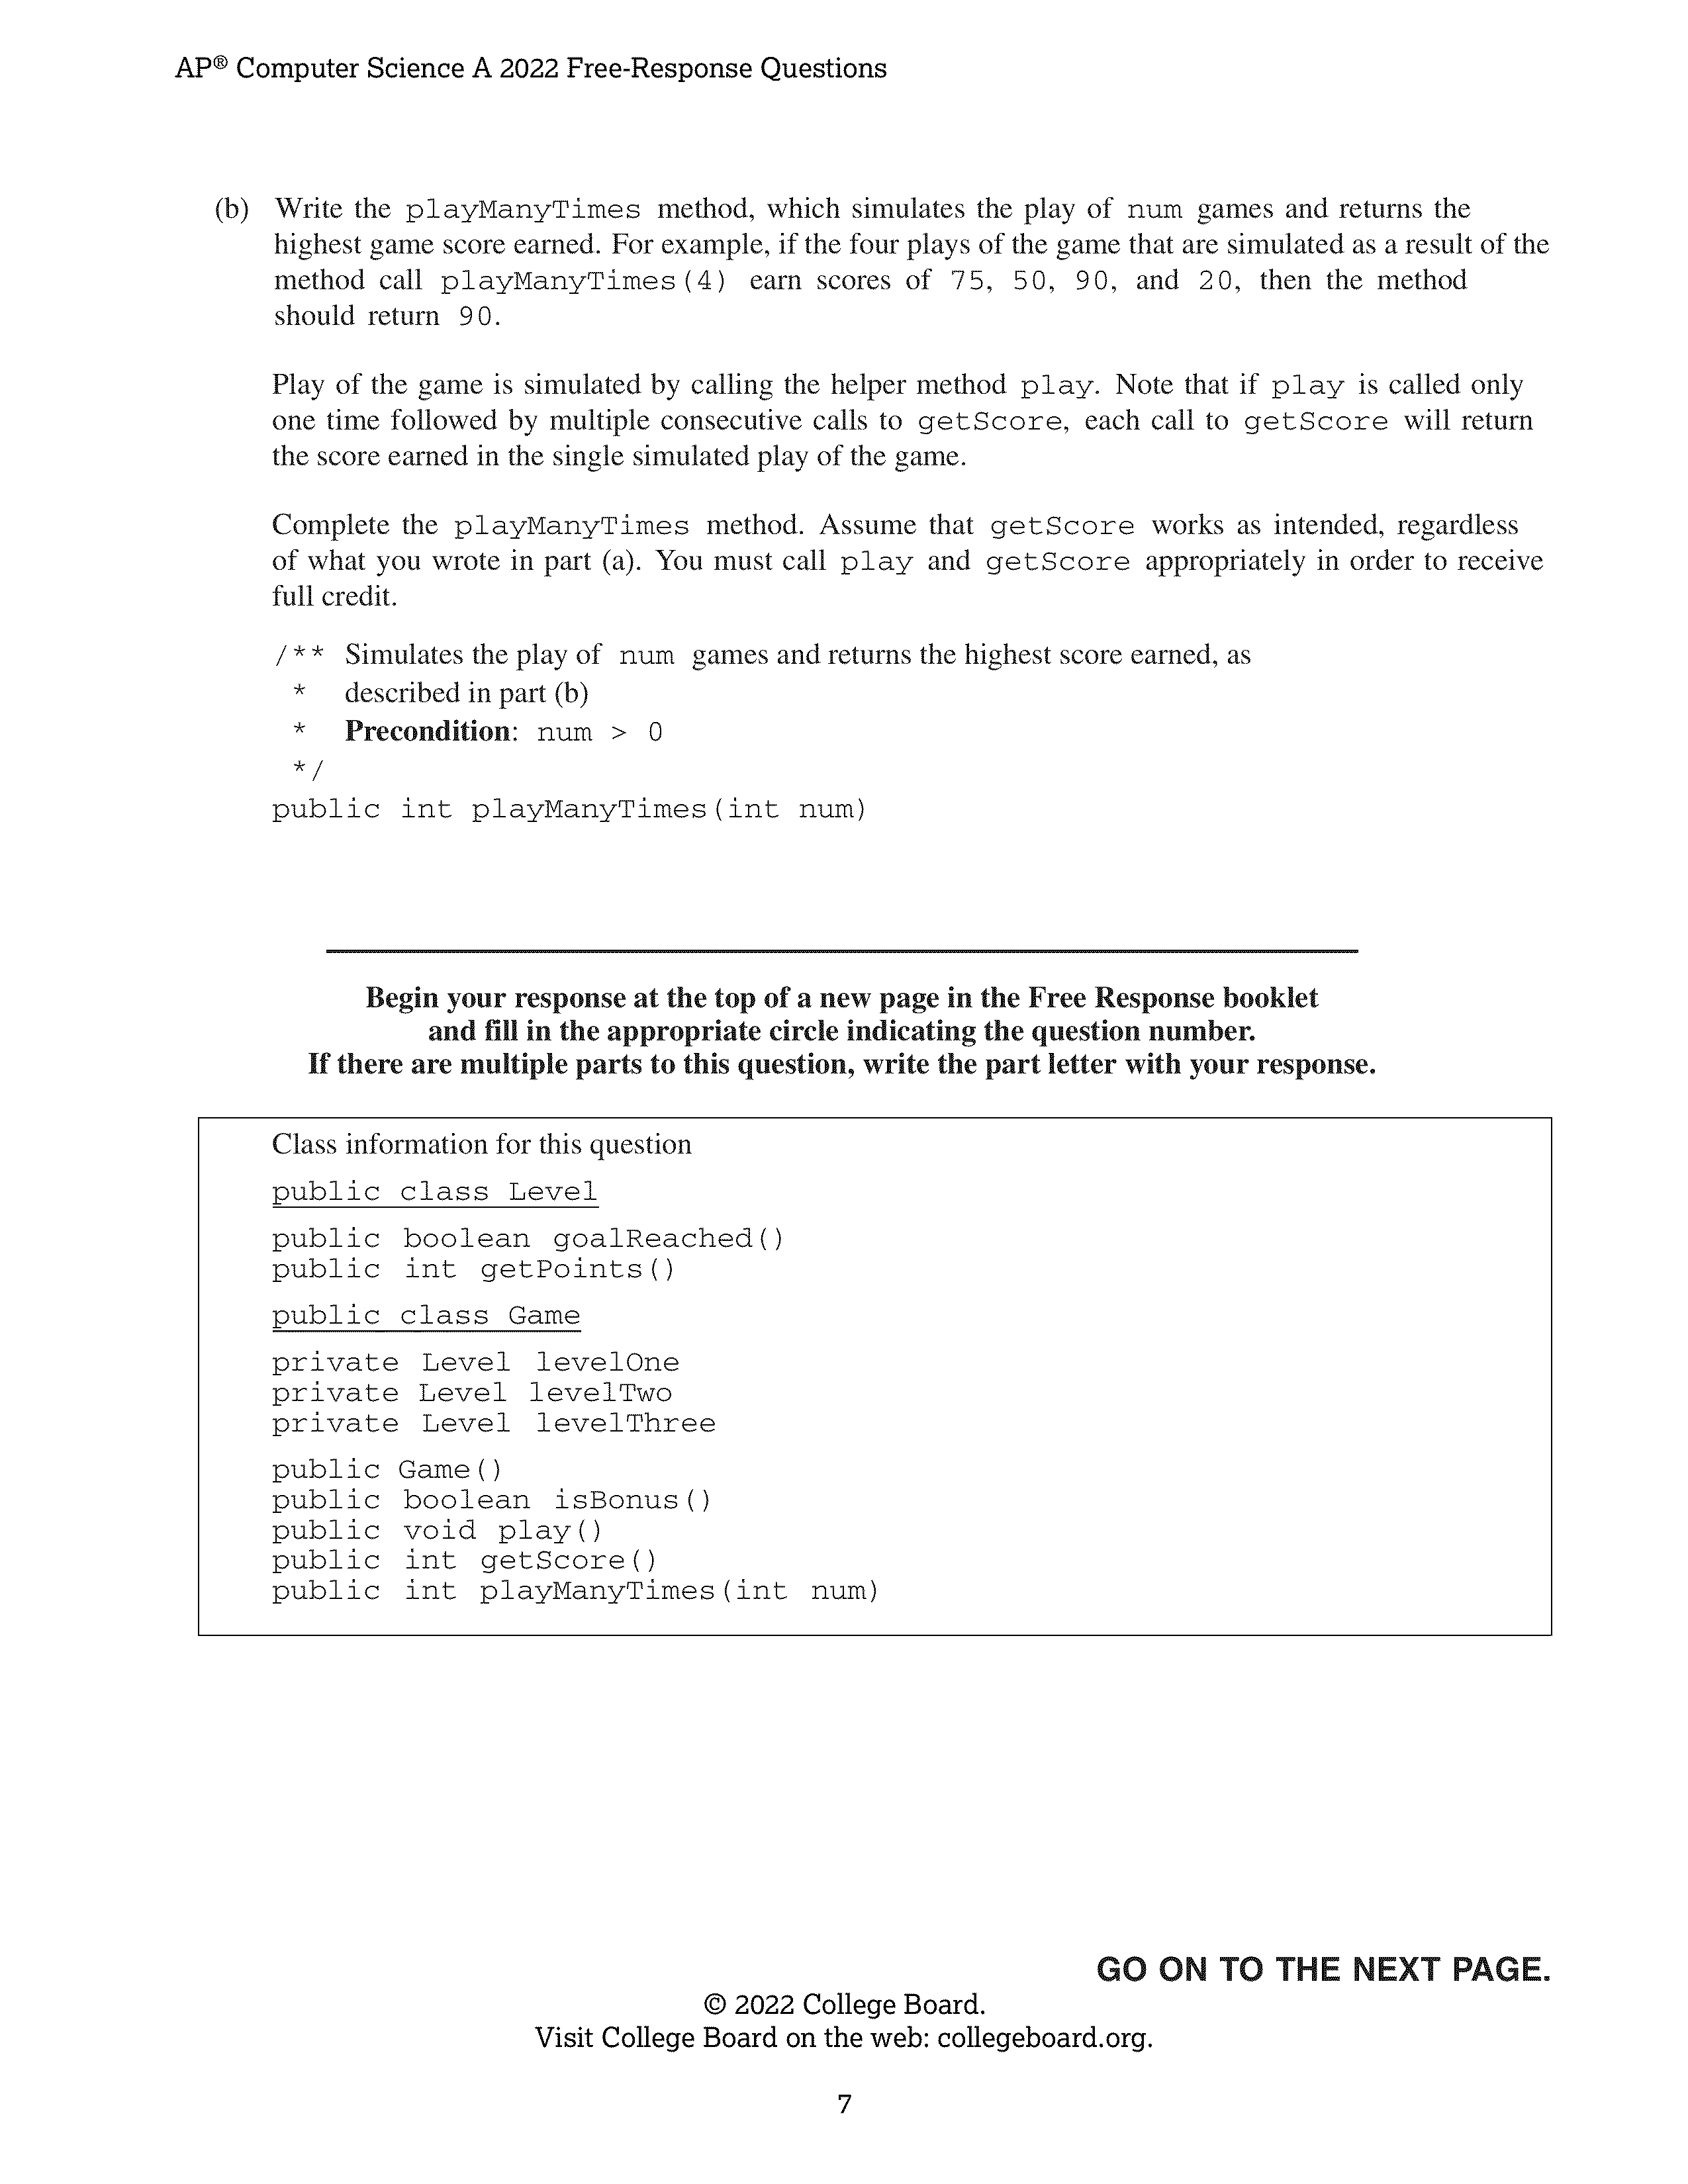 AP® Computer Science A 2022 Free-Response Questions
(b) Write the playManyTimes method, which simulates the play of num games and returns the
highest game score earned. For example, if the four plays of the game that are simulated as a result of the
method call playManyTimes(4) earn scores of 75, 50, 90, and 20, then the method
should return 90.
Play of the game is simulated by calling the helper method play. Note that if play is called only
one time followed by multiple consecutive calls to getScore, each call to getScore will return
the score earned in the single simulated play of the game.
Complete the playManyTimes method. Assume that getScore works as intended, regardless
of what you wrote in part (a). You must call play and getScore appropriately in order to receive
full credit.
/** Simulates the play of num games and returns the highest score earned, as
* described in part (b)
* Precondition: num > 0
*/
public int playManyTimes(int num)
Begin your response at the top of a new page in the Free Response booklet
and fill in the appropriate circle indicating the question number.
If there are multiple parts to this question, write the part letter with your response.
Class information for this question
public class Level
public boolean goalReached()
public int getPoints()
public class Game
private Level levelOne
private Level levelTwo
private Level levelThree
public Game()
public boolean isBonus()
public void play()
public int getScore()
public int playManyTimes(int num)
GO ON TO THE NEXT PAGE.
© 2022 College Board.
Visit College Board on the web: collegeboard.org.
7